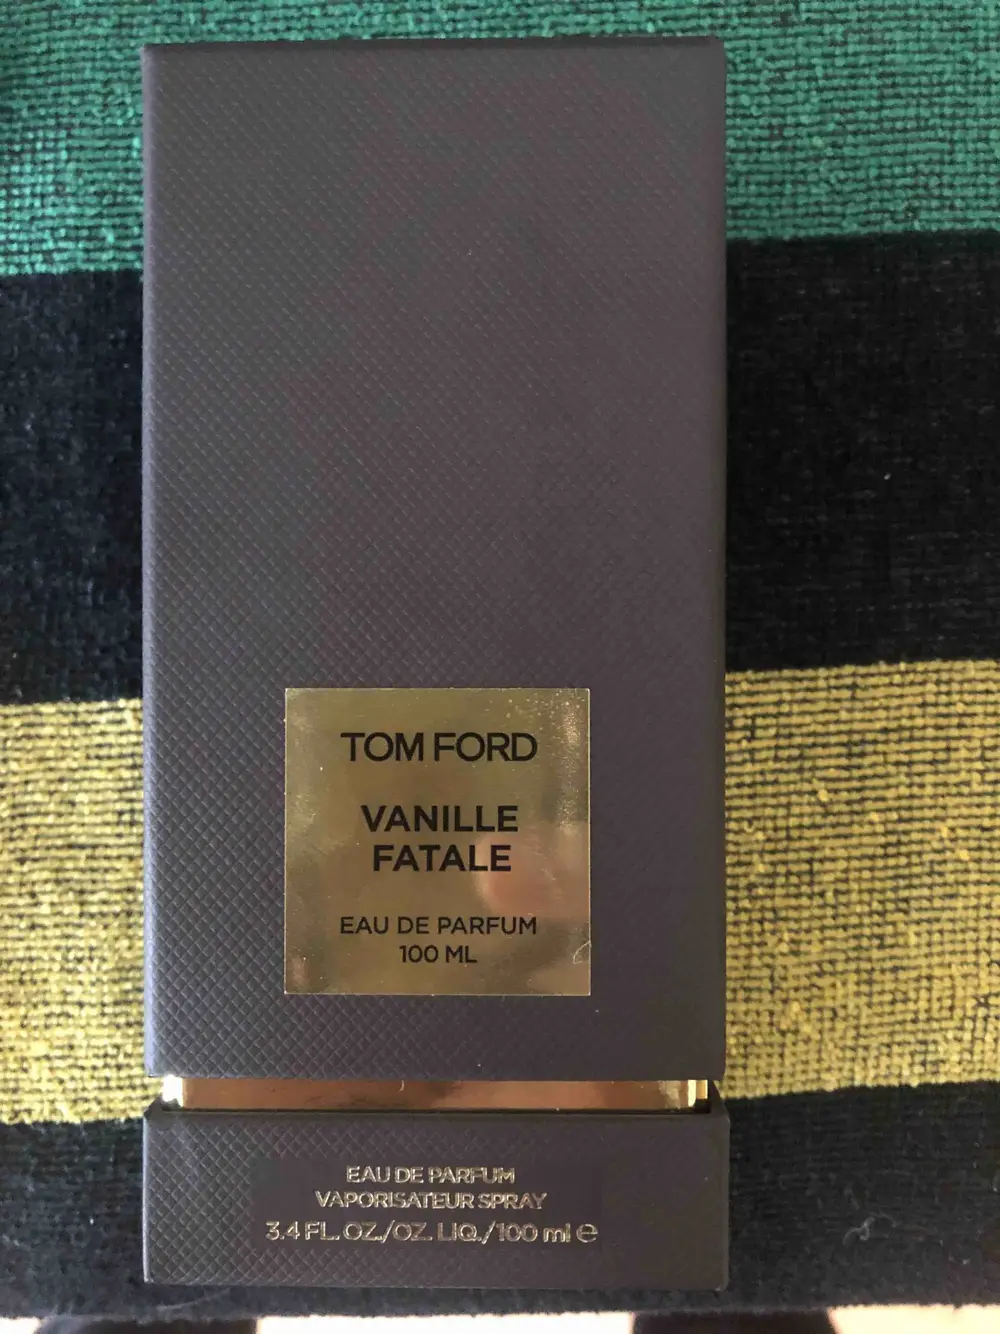 TOM FORD
VANILLE
FATALE
EAU DE PARFUM
100 ML
EAU DE PARFUM
VAPORISATEUR SPRAY
3.4 FL. OZ./OZ. LIQ./100 ml ℮